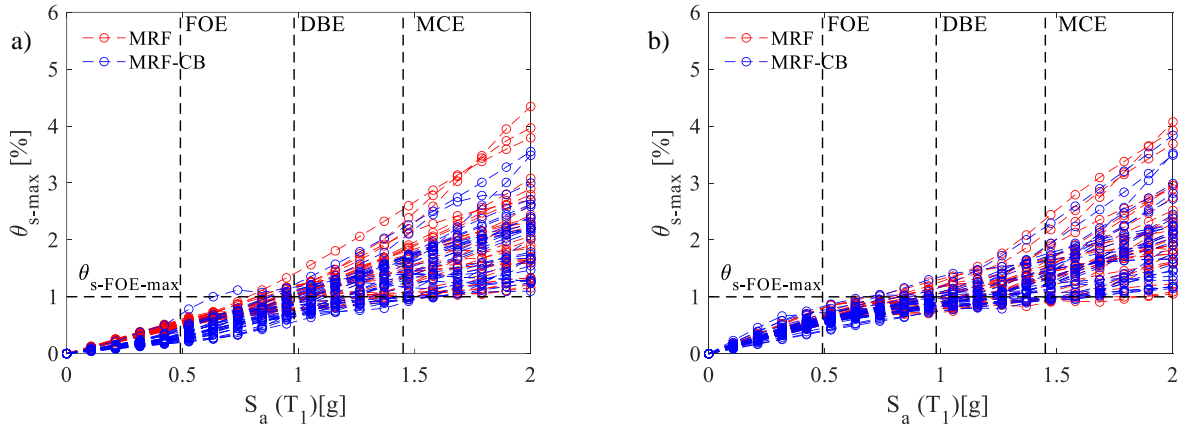 a)
FOE DBE MCE
MRF
MRF-CB
θs-FOE-max
θs-max [%]
0 1 2 3 4 5 6
0 0.5 1 1.5 2
Sa (T1)[g]
b)
FOE DBE MCE
MRF
MRF-CB
θs-FOE-max
θs-max [%]
0 1 2 3 4 5 6
0 0.5 1 1.5 2
Sa (T1)[g]